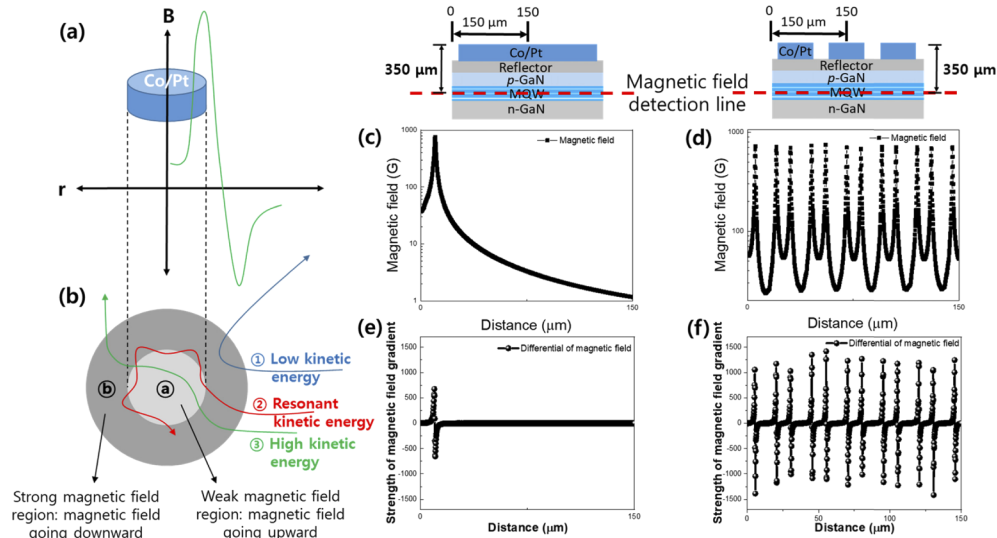 (a)
B
Co/Pt
r
(b)
ⓑ
ⓐ
① Low kinetic
energy
② Resonant
kinetic energy
③ High kinetic
energy
Strong magnetic field
region: magnetic field
going downward
Weak magnetic field
region: magnetic field
going upward
0 150
150 μm
350 μm
Co/Pt
Reflector
p-GaN
MQW
n-GaN
Magnetic field
detection line
0 150
150 μm
350 μm
Co/Pt
Reflector
p-GaN
MQW
n-GaN
(c)
Magnetic field
Magnetic field (G)
1000
100
10
1
0 150
Distance (μm)
(d)
Magnetic field
Magnetic field (G)
1000
100
0 150
Distance (μm)
(e)
Differential of magnetic field
Strength of magnetic field gradient
1500
1000
500
0
-500
-1000
-1500
0 150
Distance (μm)
(f)
Differential of magnetic field
Strength of magnetic field gradient
1500
1000
500
0
-500
-1000
-1500
0 50 100 150
Distance (μm)